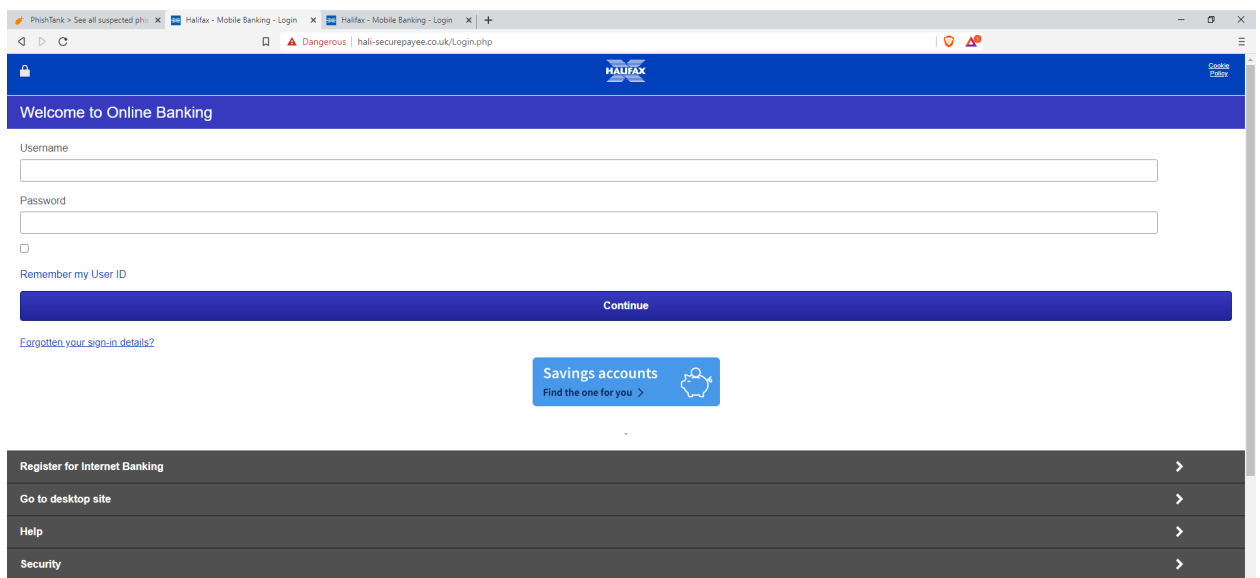 PhishTank > See all suspected phis
Halifax - Mobile Banking - Login
Halifax - Mobile Banking - Login
Dangerous | hali-securepayee.co.uk/Login.php
HALIFAX
Cookie
Policy
Welcome to Online Banking
Username
Password
Remember my User ID
Continue
Forgotten your sign-in details?
Savings accounts
Find the one for you >
-
Register for Internet Banking
Go to desktop site
Help
Security